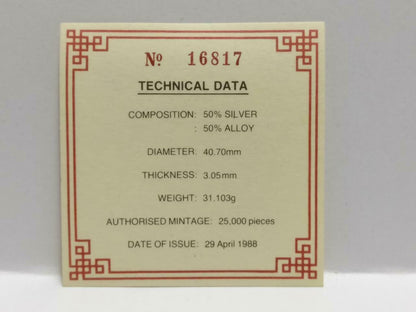 Nº 16817
TECHNICAL DATA
COMPOSITION: 50% SILVER
: 50% ALLOY
DIAMETER: 40.70mm
THICKNESS: 3.05mm
WEIGHT: 31.103g
AUTHORISED MINTAGE: 25,000 pieces
DATE OF ISSUE: 29 April 1988